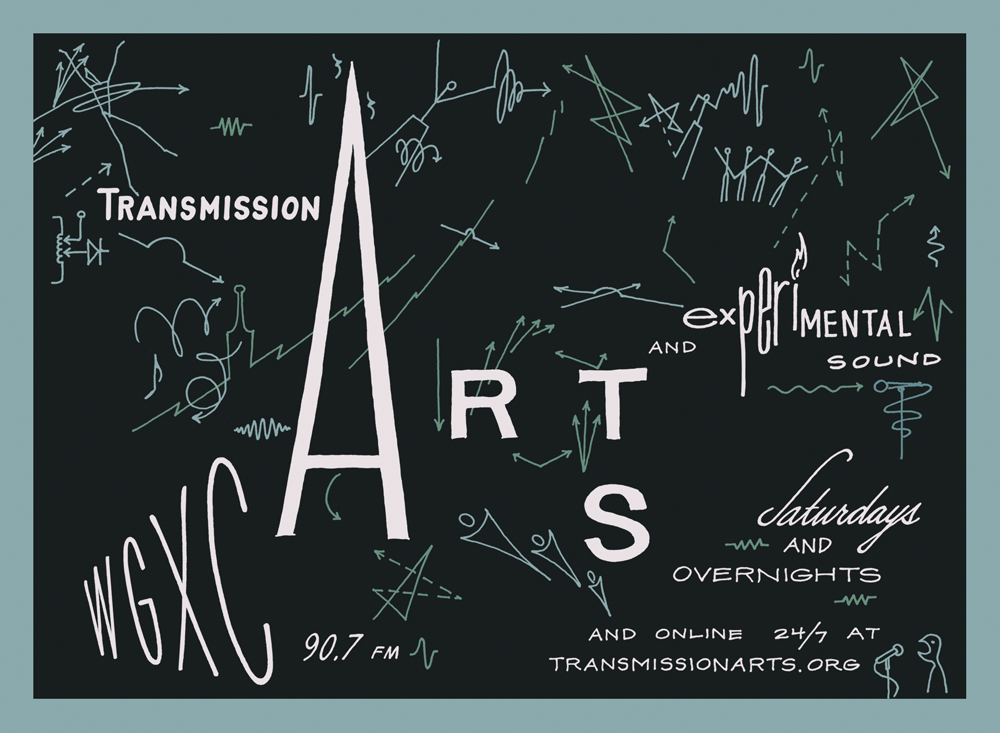 TRANSMISSION
ARTS
AND experiMENTAL
SOUND
WGXC
90.7 FM
Saturdays
AND
OVERNIGHTS
AND ONLINE 24/7 AT
TRANSMISSIONARTS.ORG